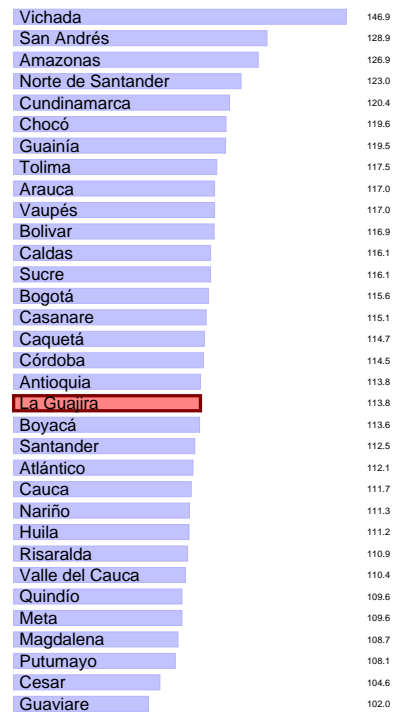 Vichada 146.9
San Andrés 128.9
Amazonas 126.9
Norte de Santander 123.0
Cundinamarca 120.4
Chocó 119.6
Guainía 119.5
Tolima 117.5
Arauca 117.0
Vaupés 117.0
Bolivar 116.9
Caldas 116.1
Sucre 116.1
Bogotá 115.6
Casanare 115.1
Caquetá 114.7
Córdoba 114.5
Antioquia 113.8
La Guajira 113.8
Boyacá 113.6
Santander 112.5
Atlántico 112.1
Cauca 111.7
Nariño 111.3
Huila 111.2
Risaralda 110.9
Valle del Cauca 110.4
Quindío 109.6
Meta 109.6
Magdalena 108.7
Putumayo 108.1
Cesar 104.6
Guaviare 102.0